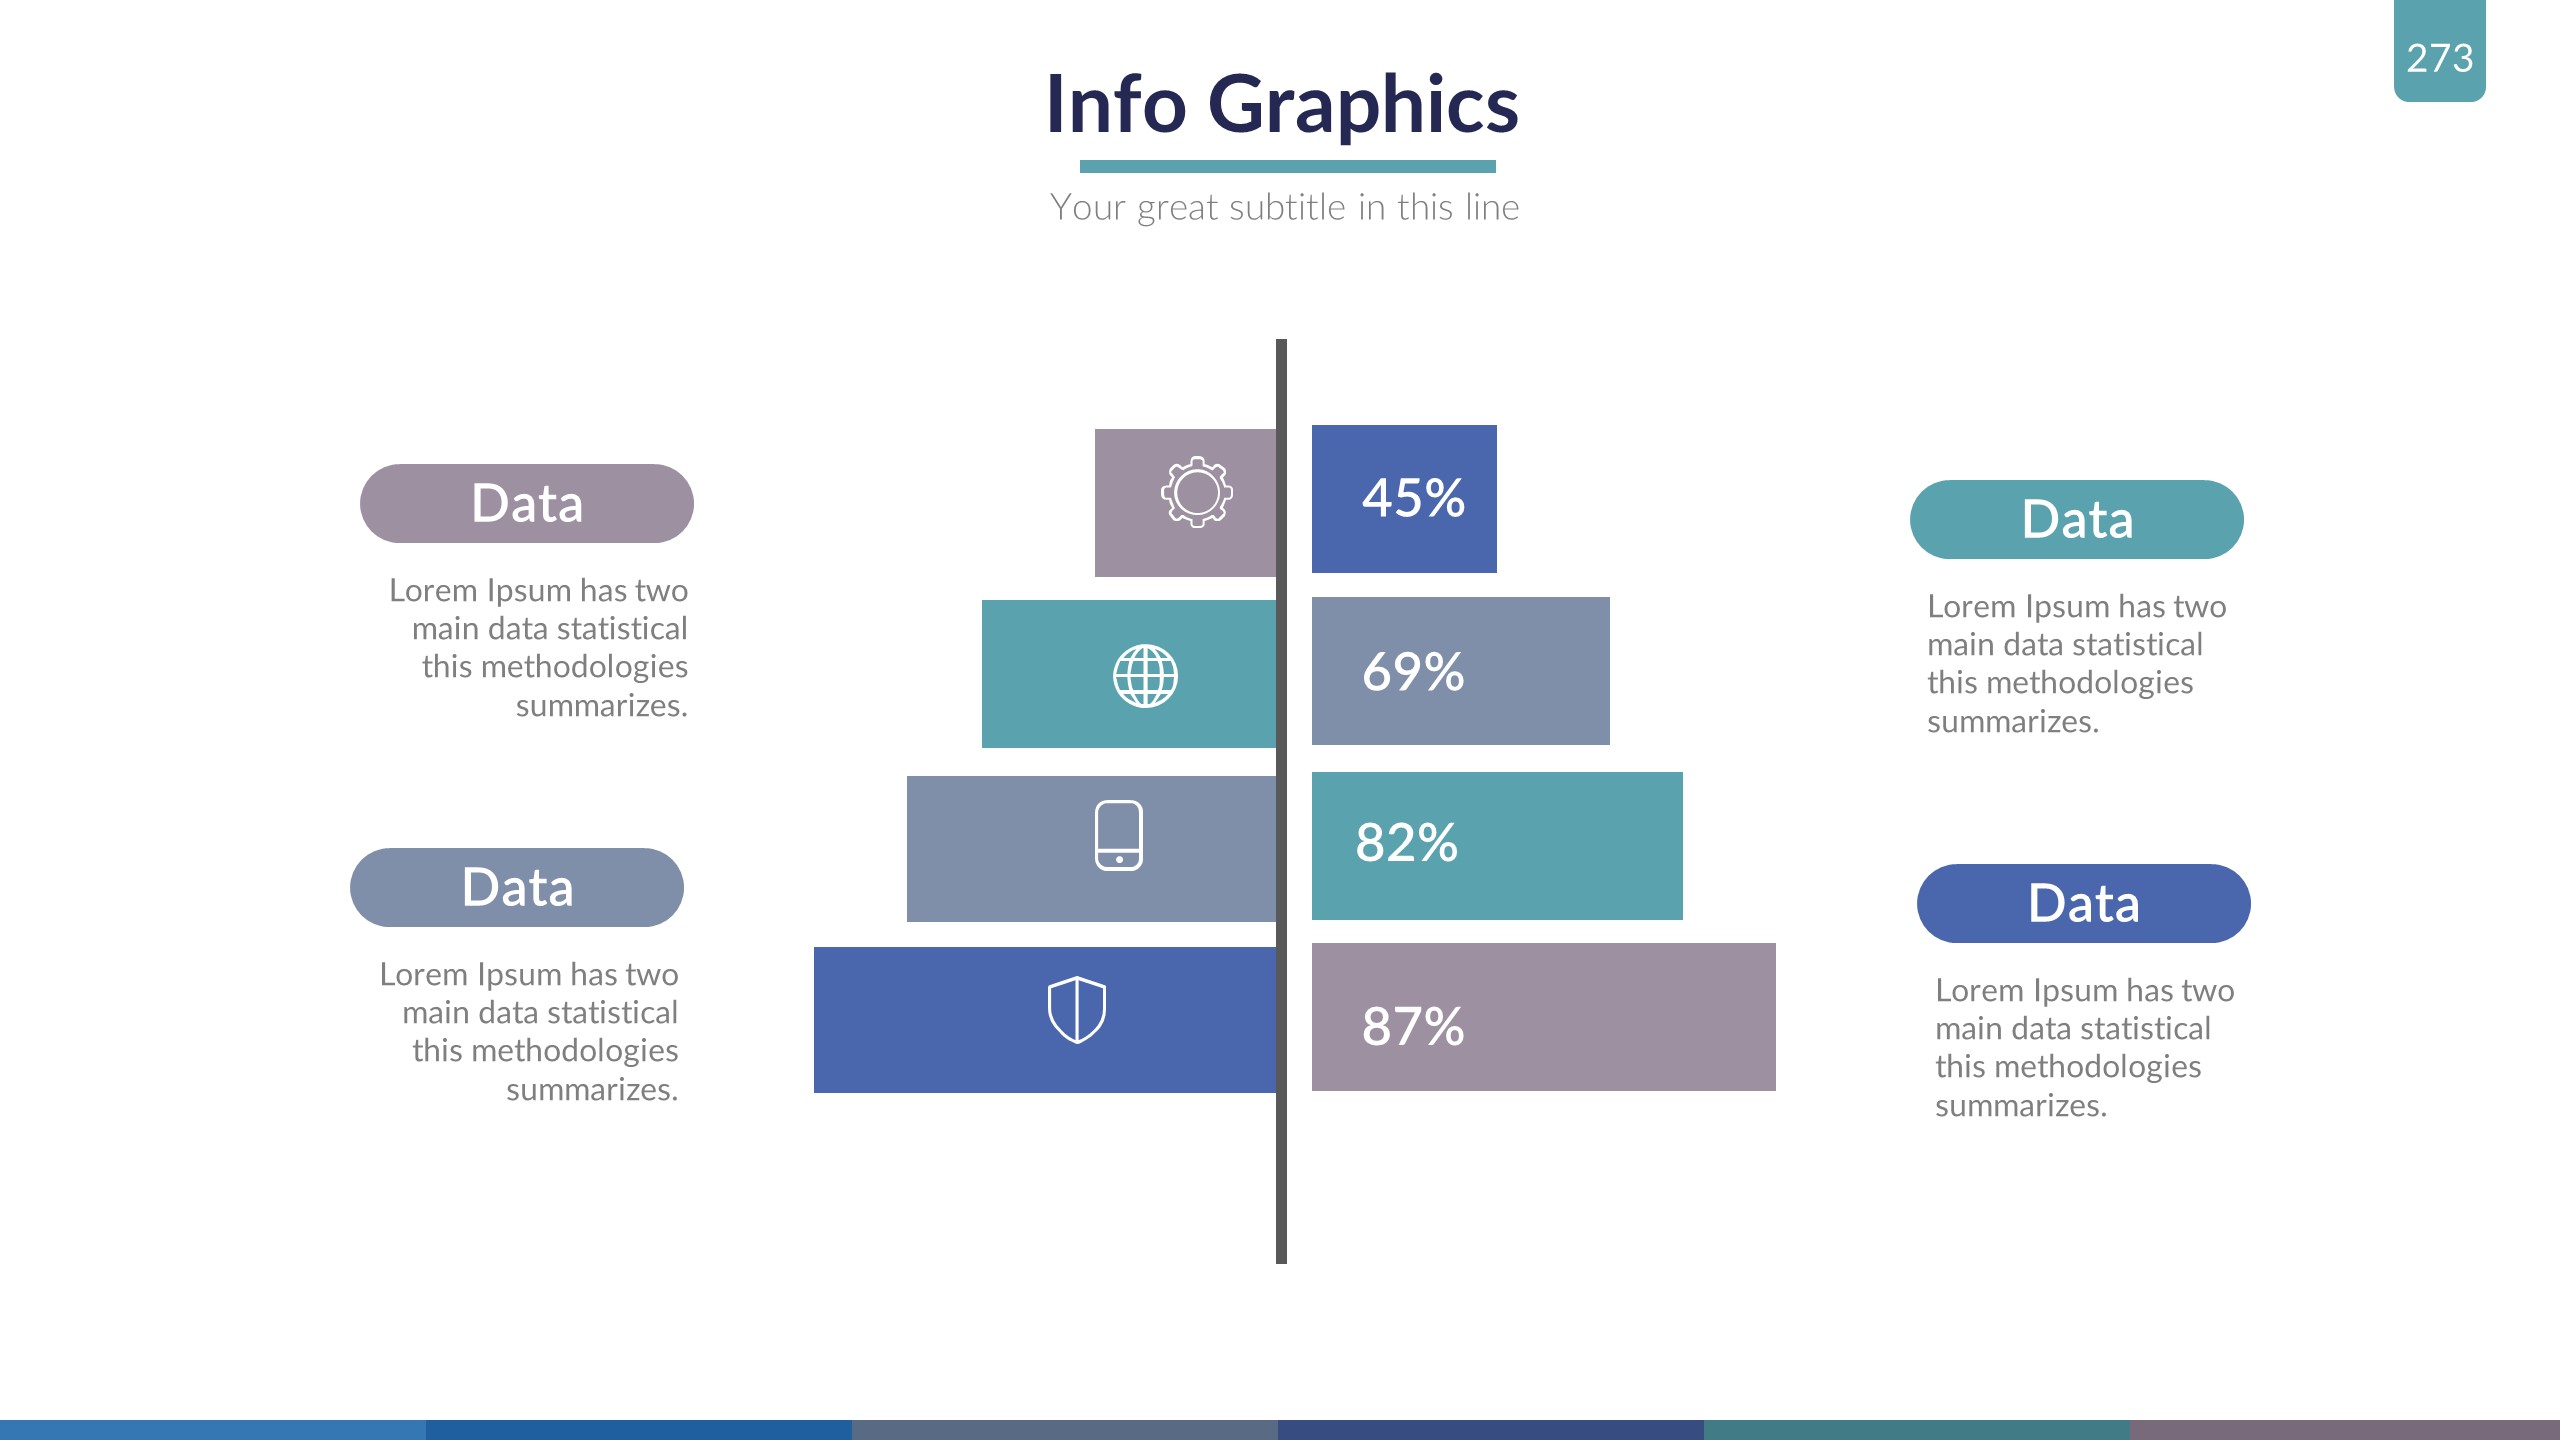 273
Info Graphics
Your great subtitle in this line
Data
Lorem Ipsum has two
main data statistical
this methodologies
summarizes.
Data
Lorem Ipsum has two
main data statistical
this methodologies
summarizes.
45%
69%
82%
87%
Data
Lorem Ipsum has two
main data statistical
this methodologies
summarizes.
Data
Lorem Ipsum has two
main data statistical
this methodologies
summarizes.